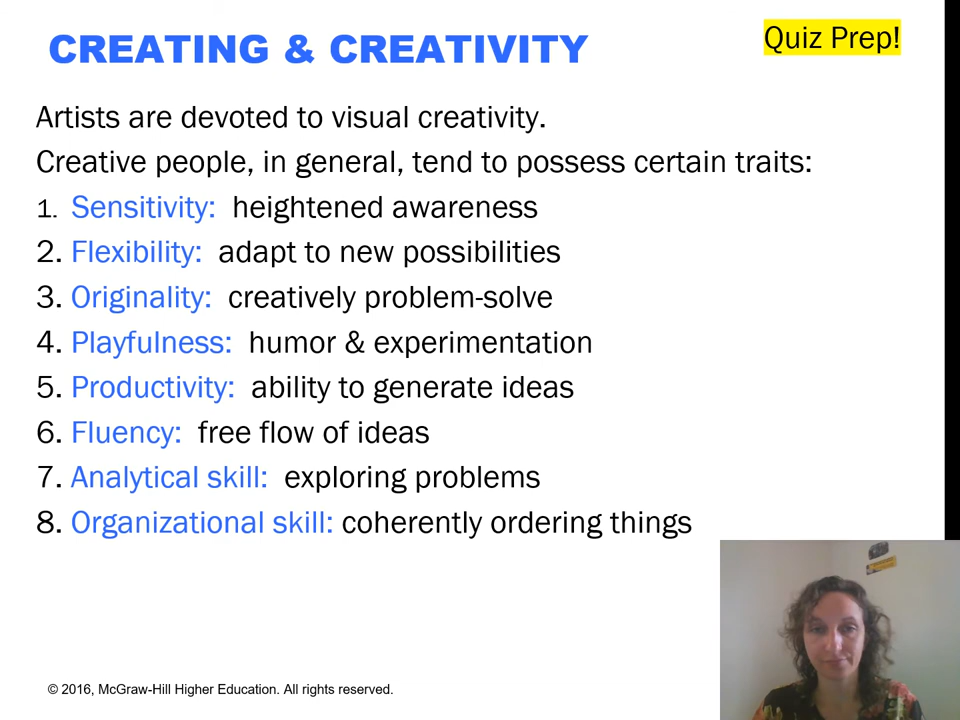 CREATING & CREATIVITY
Quiz Prep!
Artists are devoted to visual creativity.
Creative people, in general, tend to possess certain traits:
1. Sensitivity: heightened awareness
2. Flexibility: adapt to new possibilities
3. Originality: creatively problem-solve
4. Playfulness: humor & experimentation
5. Productivity: ability to generate ideas
6. Fluency: free flow of ideas
7. Analytical skill: exploring problems
8. Organizational skill: coherently ordering things
© 2016, McGraw-Hill Higher Education. All rights reserved.